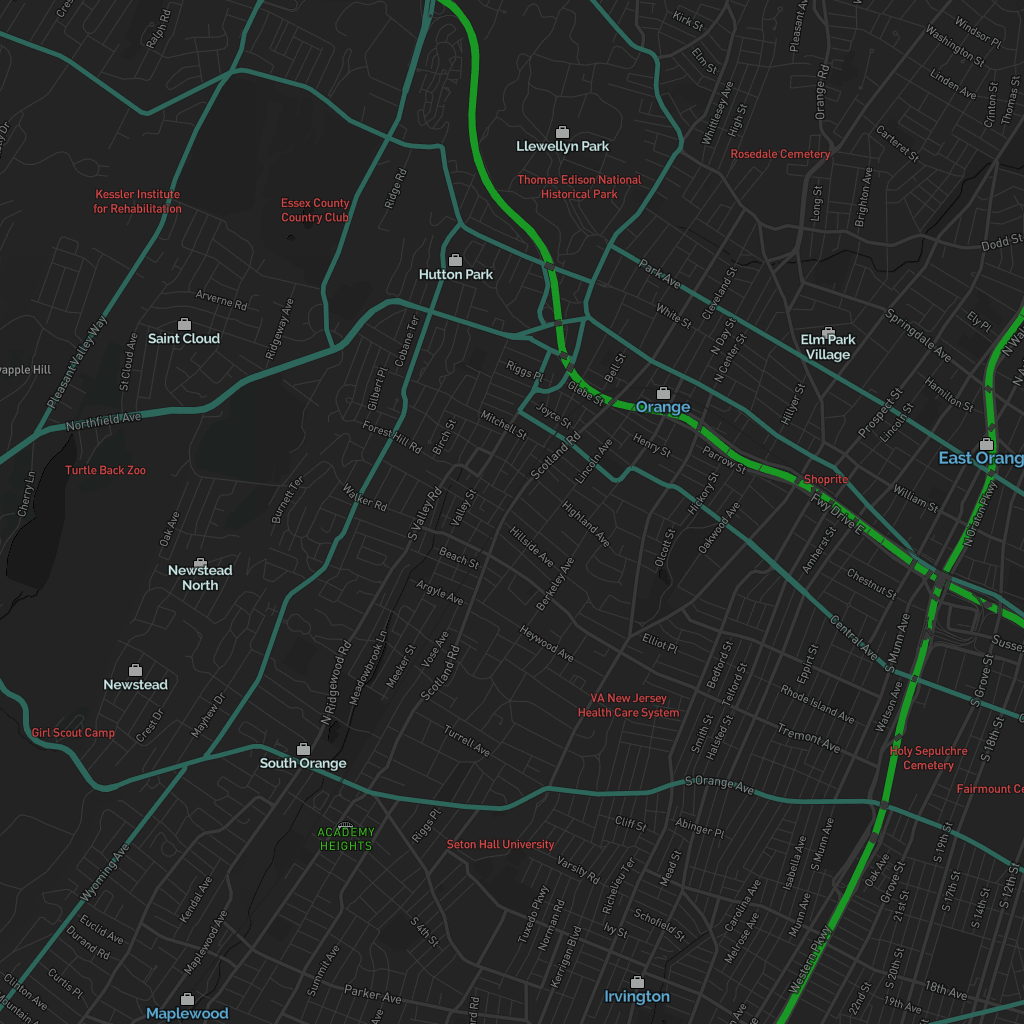 Ralph Rd
Kirk St
Pleasant Ave
Windsor Pl
Washington St
Elm St
Linden Ave
Orange Rd
Crinton St
Thomas St
Whittlesey Ave
High St
Llewellyn Park
Carteret St
Rosedale Cemetery
Thomas Edison National
Historical Park
Kessler Institute
for Rehabilitation
Essex County
Country Club
Ridge Rd
Long St
Brighton Ave
Dodd St
Hutton Park
Park Ave
Cleveland St
Arverne Rd
White St
Saint Cloud
Ridgeway Ave
Cobane Ter
N Day St
N Center St
Elm Park
Village
Springdale Ave
Ely Pl
Pleasant Valley Way
St Cloud Ave
Gilbert Pl
Riggs Pl
Bell St
Glebe St
Orange
Hillyer St
Prospect St
Lincoln St
Hamilton St
Northfield Ave
Forest Hill Rd
Birch St
Mitchell St
Joyce St
Scotland Rd
Lincoln Ave
Henry St
Parrow St
East Orang
Turtle Back Zoo
Shoprite
Cherry Ln
Burnett Ter
Walker Rd
S Valley Rd
Valley St
Highland Ave
Hickory St
Oakwood Ave
Fwy Drive E
William St
N Oraton Pkwy
Oak Ave
Hillside Ave
Olcott St
Amherst St
Newstead
North
Beach St
Argyle Ave
Berkeley Ave
Chestnut St
Heywood Ave
Elliot Pl
Central Ave
S Munn Ave
Sussex
N Ridgewood Rd
Meadowbrook Ln
Meeker St
Vose Ave
Scotland Rd
Bedford St
Telford St
Eppirt St
Newstead
Rhode Island Ave
Watson Ave
S Grove St
Crest Dr
Mayhew Dr
VA New Jersey
Health Care System
Girl Scout Camp
Turrell Ave
Smith St
Halsted St
Tremont Ave
S 18th St
South Orange
Holy Sepulchre
Cemetery
S Orange Ave
Fairmount Ce
ACADEMY
HEIGHTS
Riggs Pl
Seton Hall University
Cliff St
Abinger Pl
Wyoming Ave
Varsity Rd
Richelieu Ter
Mead St
Isabella Ave
S Munn Ave
Oak Ave
Grove St
21st St
S 19th St
S 17th St
S 14th St
S 12th St
Kendal Ave
Euclid Ave
Durand Rd
Maplewood Ave
S 4th St
Tuxedo Pkwy
Norman Rd
Kerrigan Blvd
Ivy St
Schofield St
Carolina Ave
Melrose Ave
Munn Ave
Western Pkwy
Summit Ave
Curtis Pl
Clinton Ave
Parker Ave
Irvington
S 20th St
22nd St
19th Ave
18th Ave
Maplewood